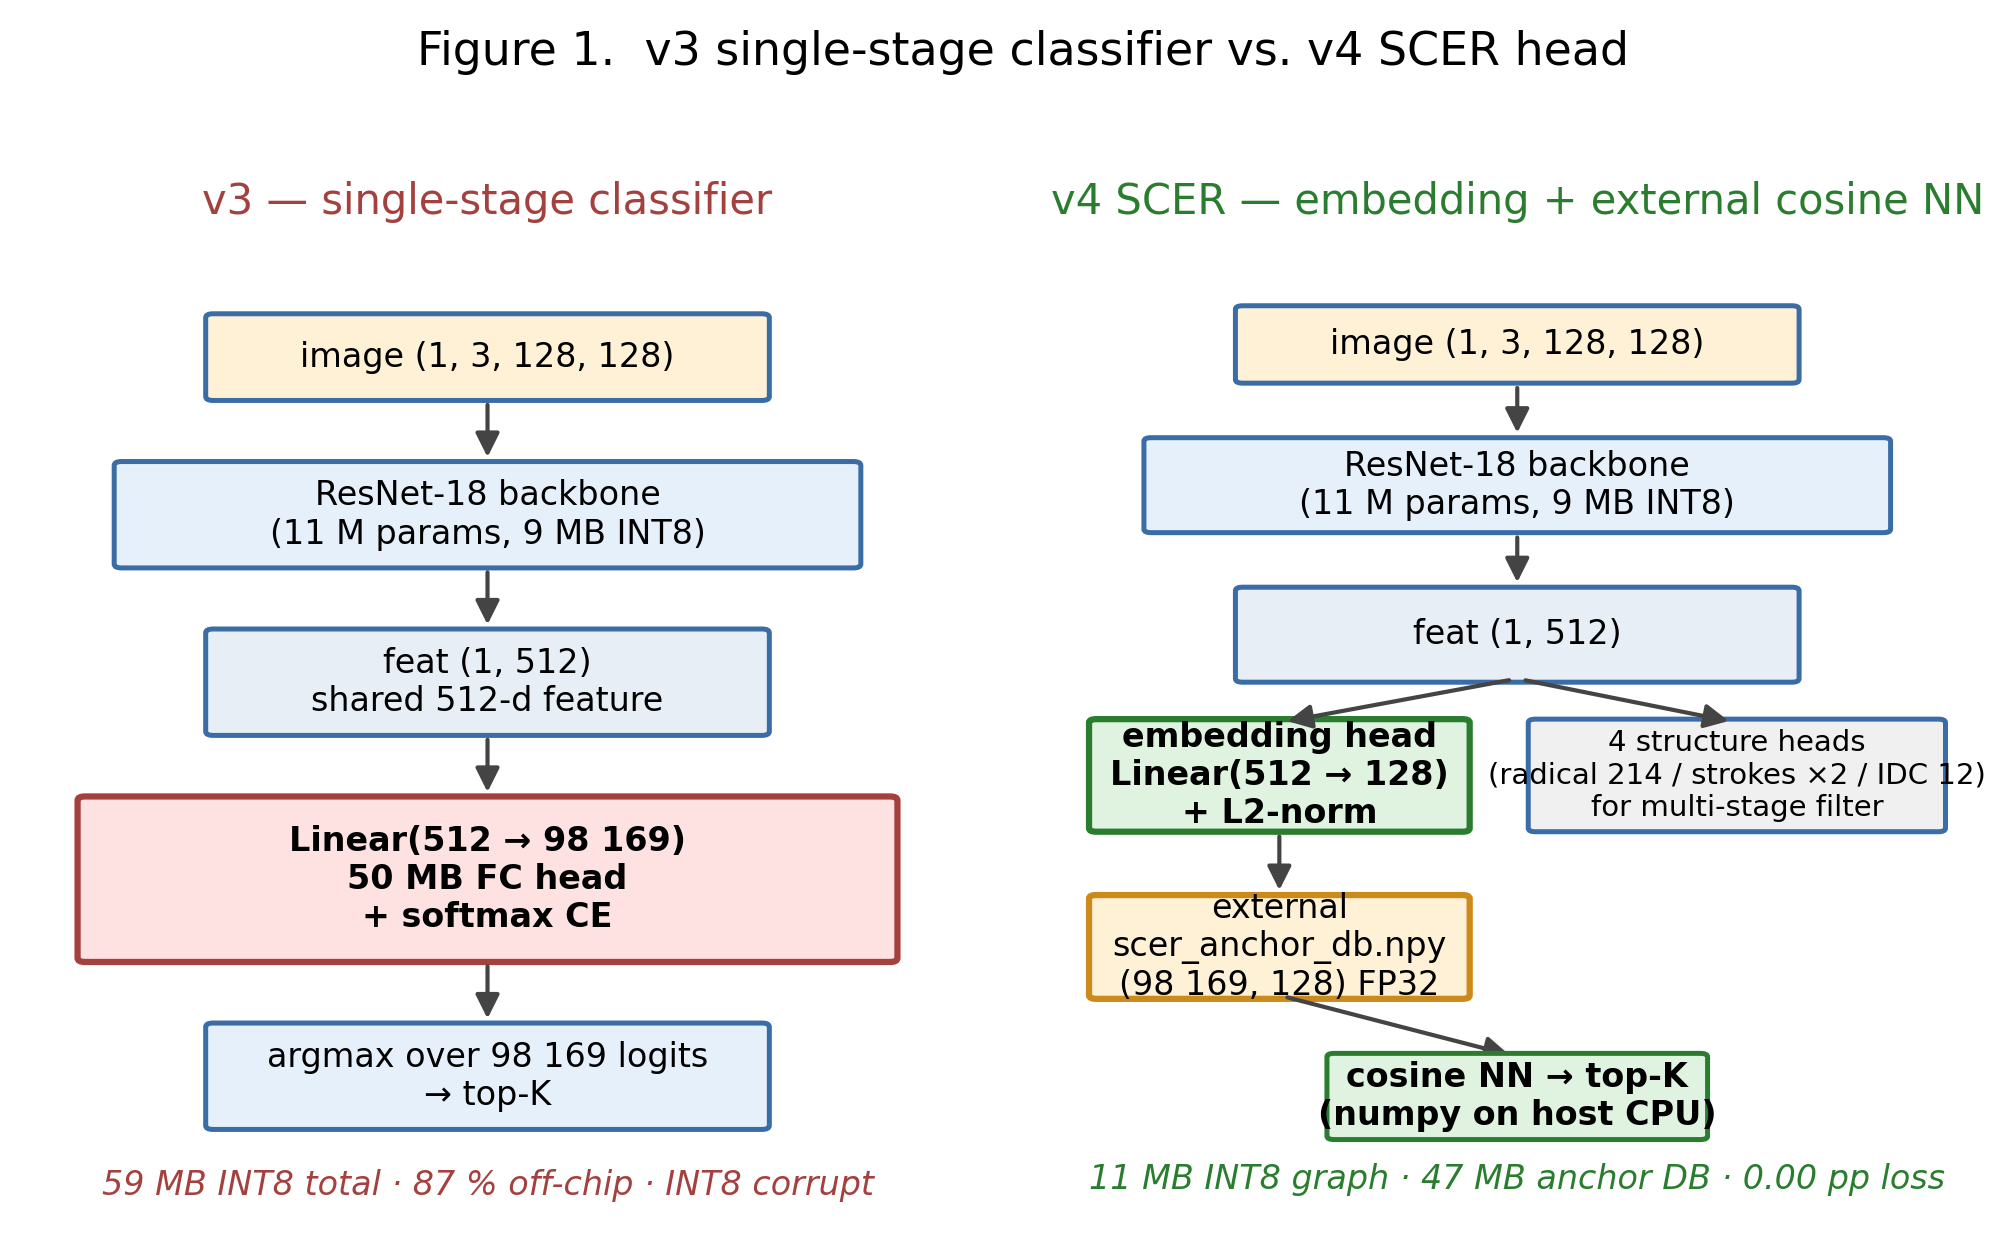 Figure 1.  v3 single-stage classifier vs. v4 SCER head
v3 — single-stage classifier
image (1, 3, 128, 128)
ResNet-18 backbone
(11 M params, 9 MB INT8)
feat (1, 512)
shared 512-d feature
Linear(512 → 98 169)
50 MB FC head
+ softmax CE
argmax over 98 169 logits
→ top-K
59 MB INT8 total · 87 % off-chip · INT8 corrupt
v4 SCER — embedding + external cosine NN
image (1, 3, 128, 128)
ResNet-18 backbone
(11 M params, 9 MB INT8)
feat (1, 512)
embedding head
Linear(512 → 128)
+ L2-norm
4 structure heads
(radical 214 / strokes ×2 / IDC 12)
for multi-stage filter
external
scer_anchor_db.npy
(98 169, 128) FP32
cosine NN → top-K
(numpy on host CPU)
11 MB INT8 graph · 47 MB anchor DB · 0.00 pp loss